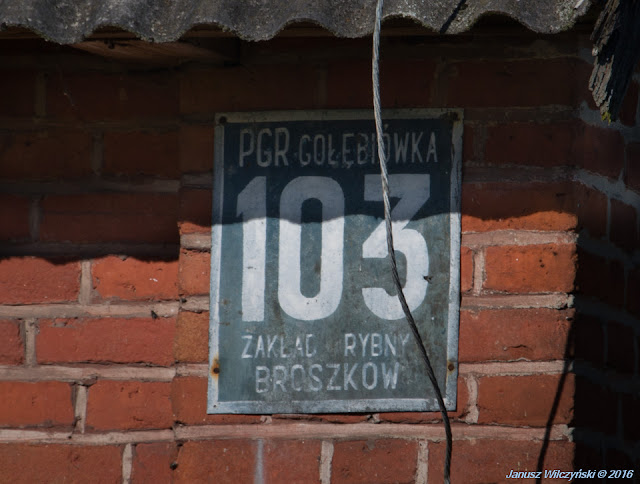 PGR GOŁĘBIÓWKA
103
ZAKŁAD RYBNY
BROSZKÓW
Janusz Wilczyński © 2016